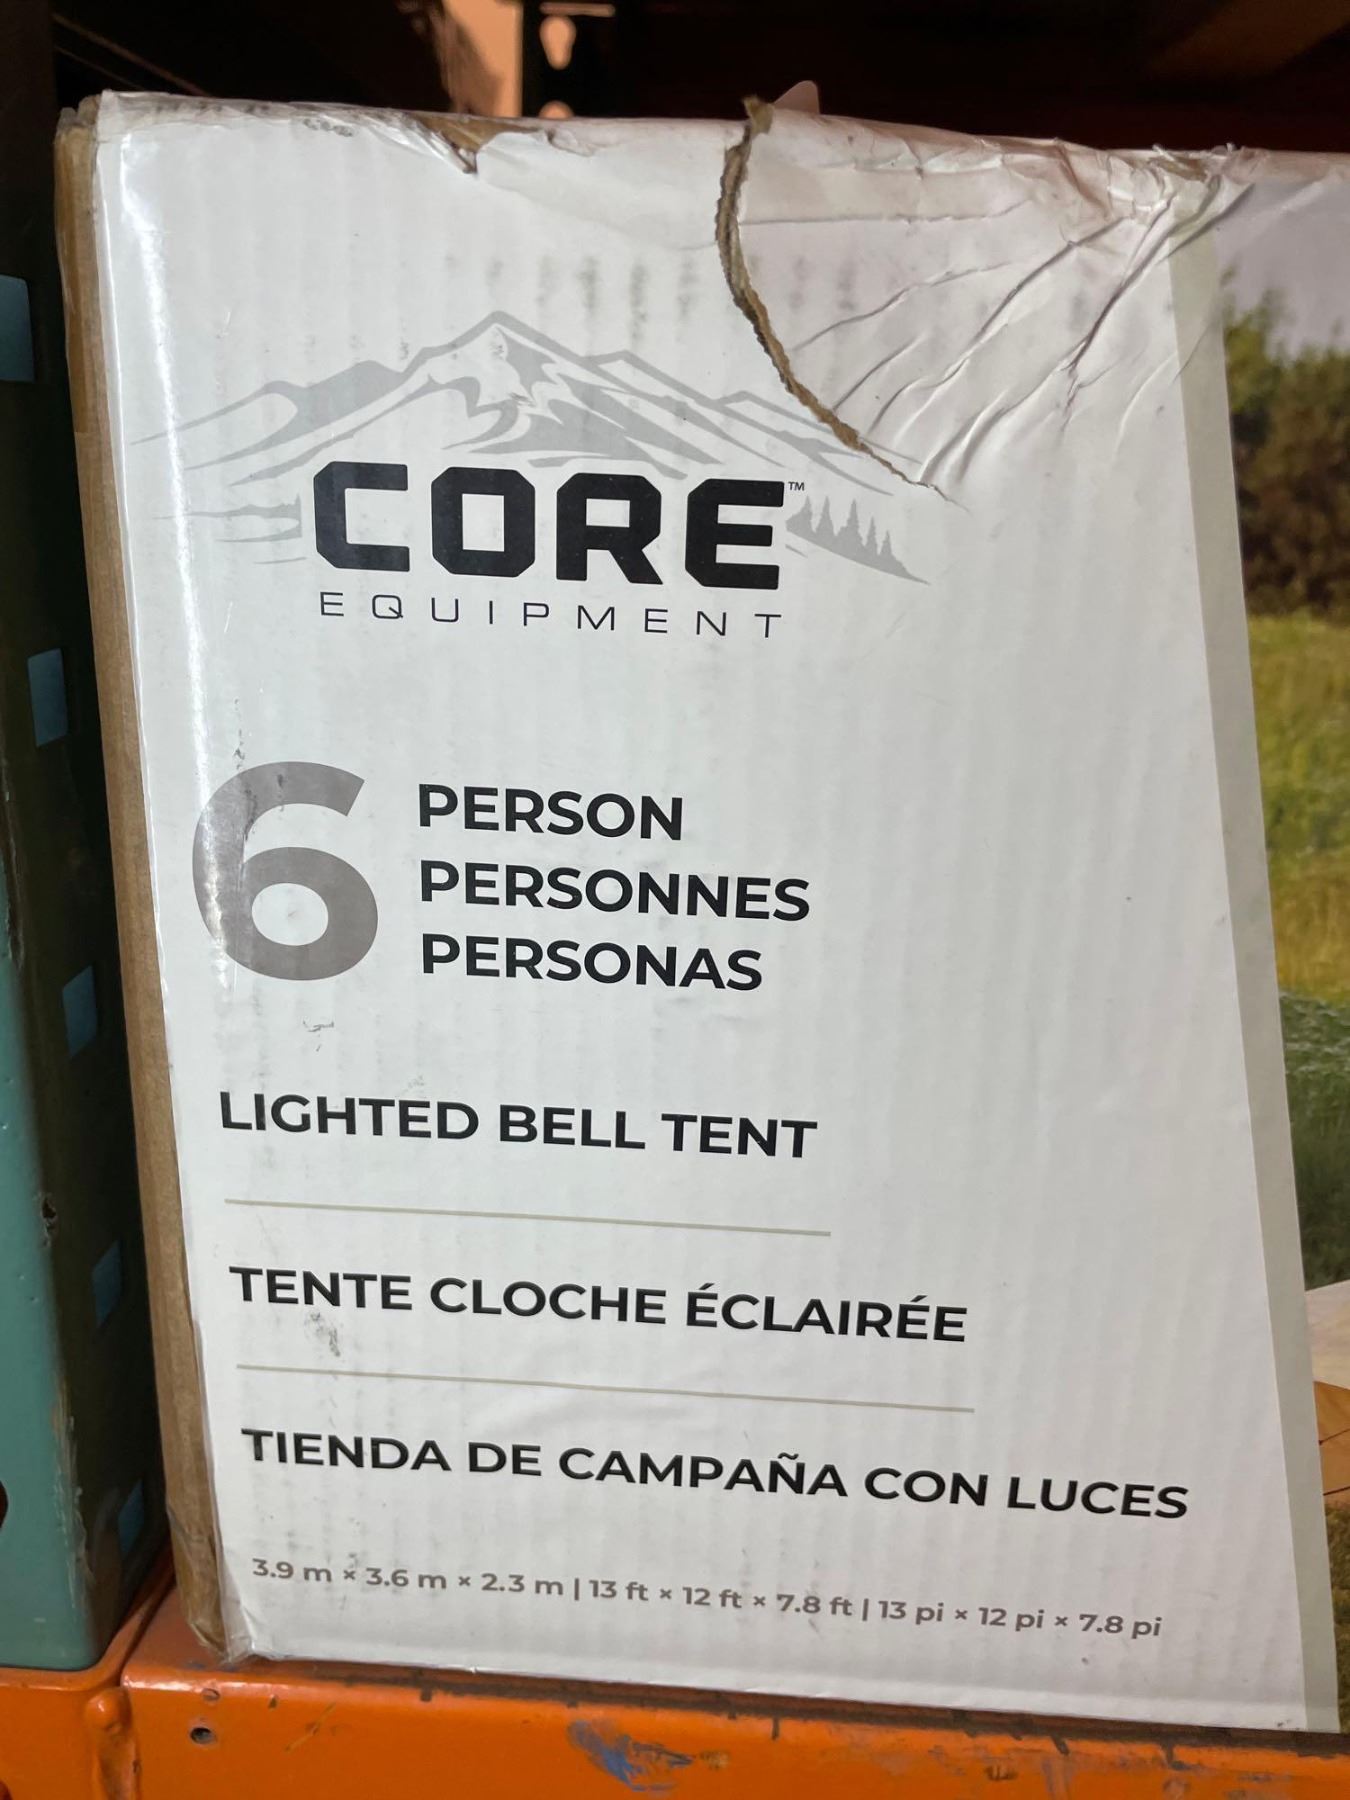 CORE™
EQUIPMENT
6
PERSON
PERSONNES
PERSONAS
LIGHTED BELL TENT
TENTE CLOCHE ÉCLAIRÉE
TIENDA DE CAMPAÑA CON LUCES
3.9 m × 3.6 m × 2.3 m | 13 ft × 12 ft × 7.8 ft | 13 pi × 12 pi × 7.8 pi